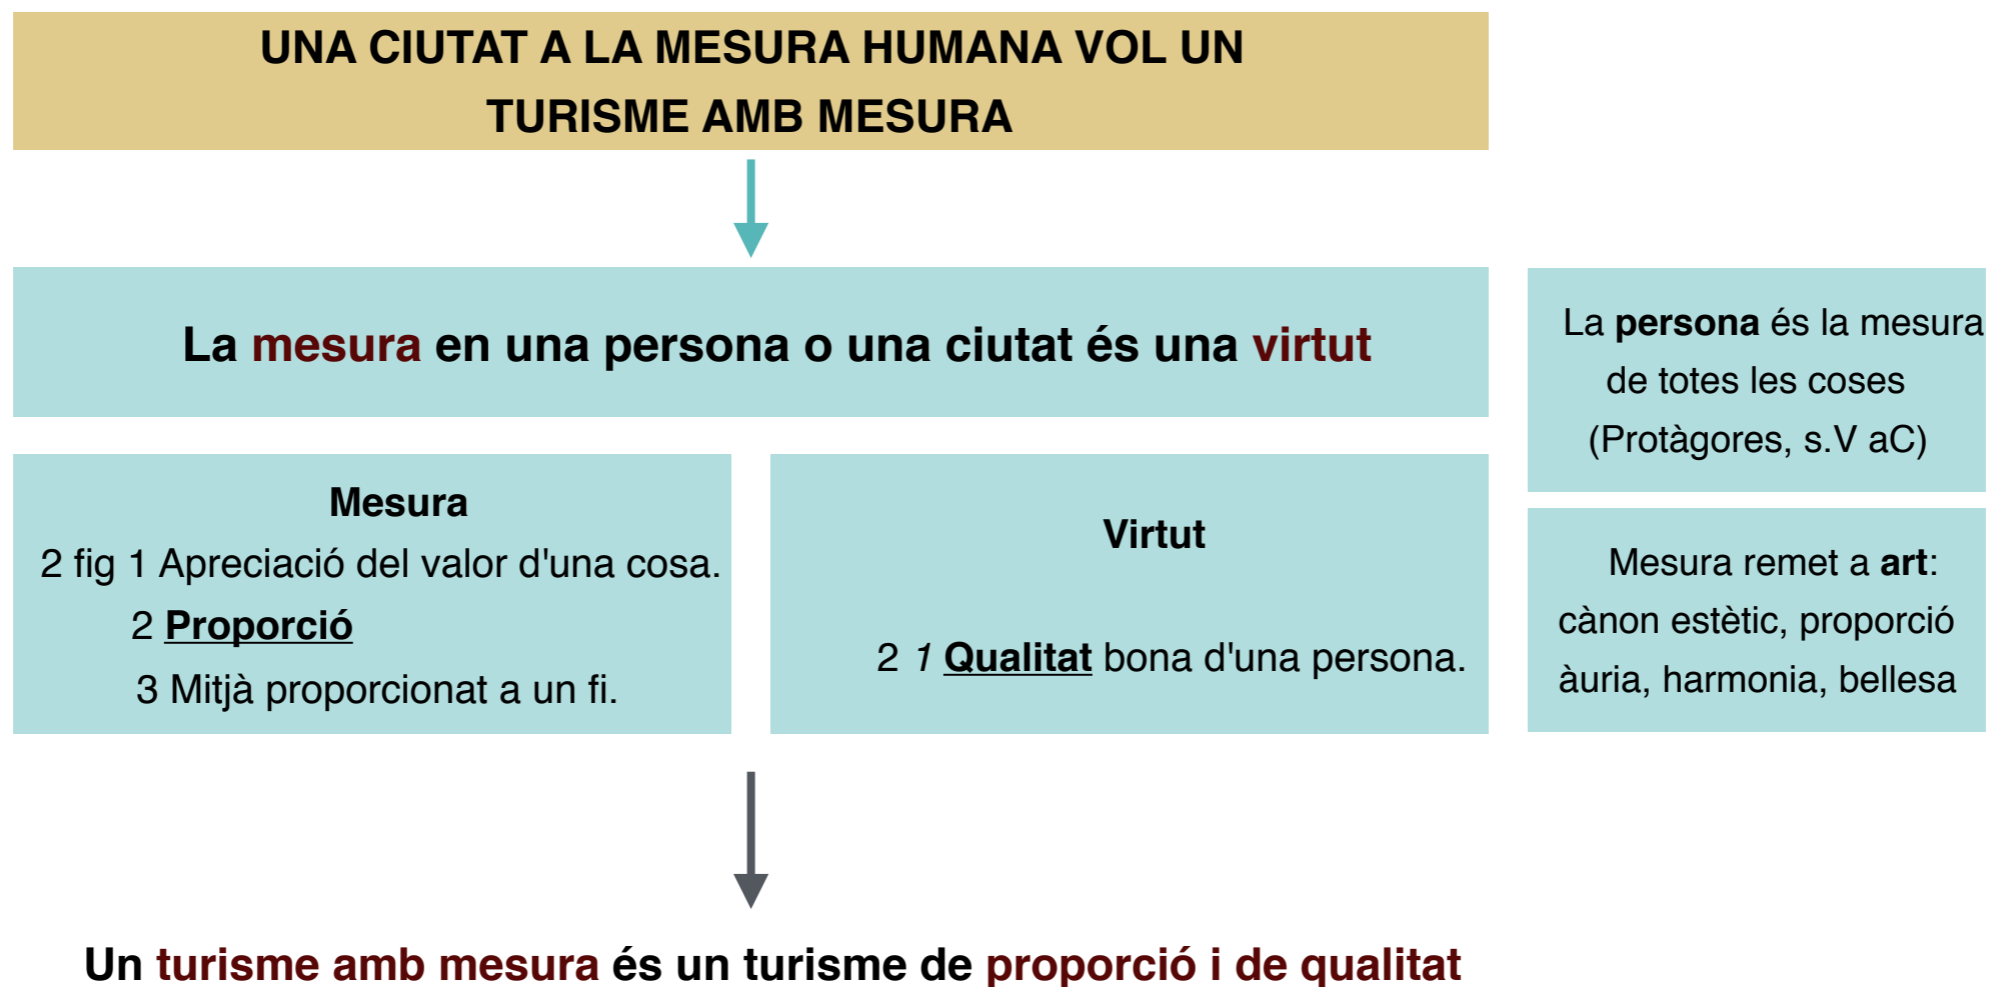 UNA CIUTAT A LA MESURA HUMANA VOL UN
TURISME AMB MESURA
La mesura en una persona o una ciutat és una virtut
La persona és la mesura
de totes les coses
(Protàgores, s.V aC)
Mesura
2 fig 1 Apreciació del valor d'una cosa.
2 Proporció
3 Mitjà proporcionat a un fi.
Virtut
2 1 Qualitat bona d'una persona.
Mesura remet a art:
cànon estètic, proporció
àuria, harmonia, bellesa
Un turisme amb mesura és un turisme de proporció i de qualitat